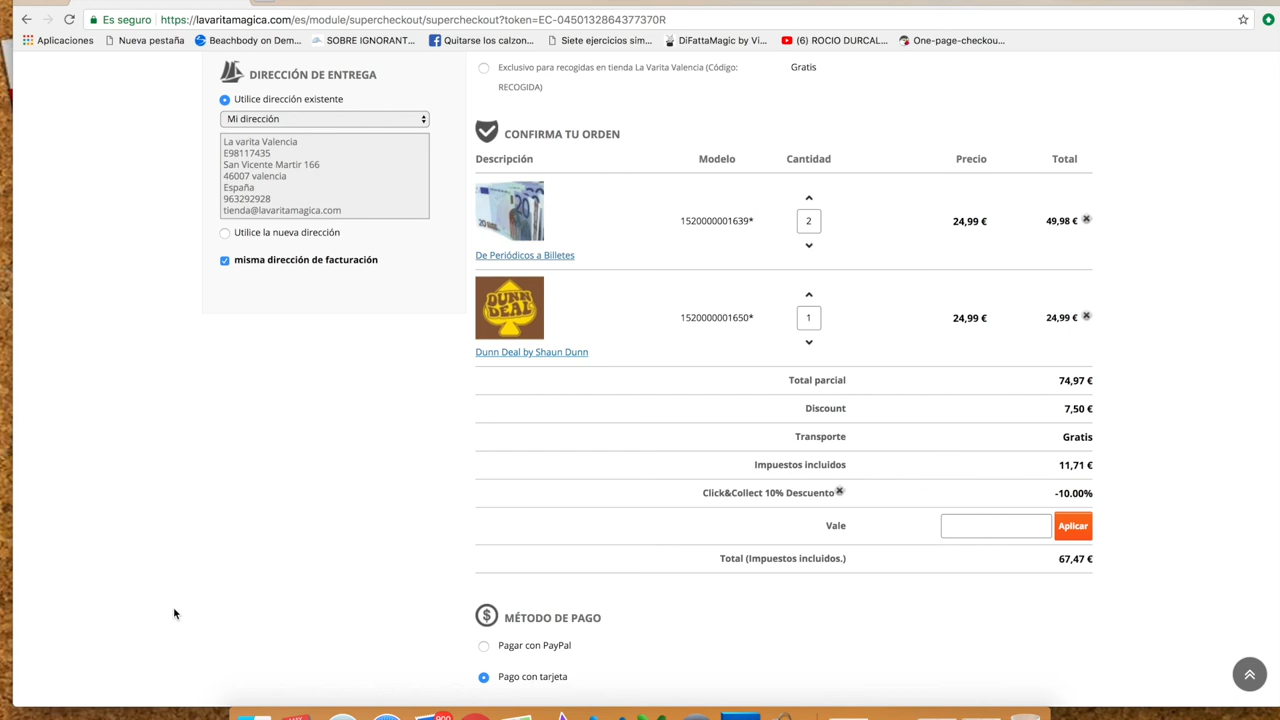 Es seguro https://lavaritamagica.com/es/module/supercheckout/supercheckout?token=EC-0450132864377370R
Aplicaciones Nueva pestaña Beachbody on Dem... SOBRE IGNORANT... Quitarse los calzon... Siete ejercicios sim... DiFattaMagic by Vi... (6) ROCIO DURCAL... One-page-checkou...
DIRECCIÓN DE ENTREGA
Utilice dirección existente
Mi dirección
La varita Valencia
E98117435
San Vicente Martir 166
46007 valencia
España
963292928
tienda@lavaritamagica.com
Utilice la nueva dirección
misma dirección de facturación
Exclusivo para recogidas en tienda La Varita Valencia (Código: Gratis
RECOGIDA)
CONFIRMA TU ORDEN
Descripción Modelo Cantidad Precio Total
1520000001639* 2 24,99 € 49,98 €
De Periódicos a Billetes
DUNN
DEAL
1520000001650* 1 24,99 € 24,99 €
Dunn Deal by Shaun Dunn
Total parcial 74,97 €
Discount 7,50 €
Transporte Gratis
Impuestos incluidos 11,71 €
Click&Collect 10% Descuento -10.00%
Vale Aplicar
Total (Impuestos incluidos.) 67,47 €
MÉTODO DE PAGO
Pagar con PayPal
Pago con tarjeta